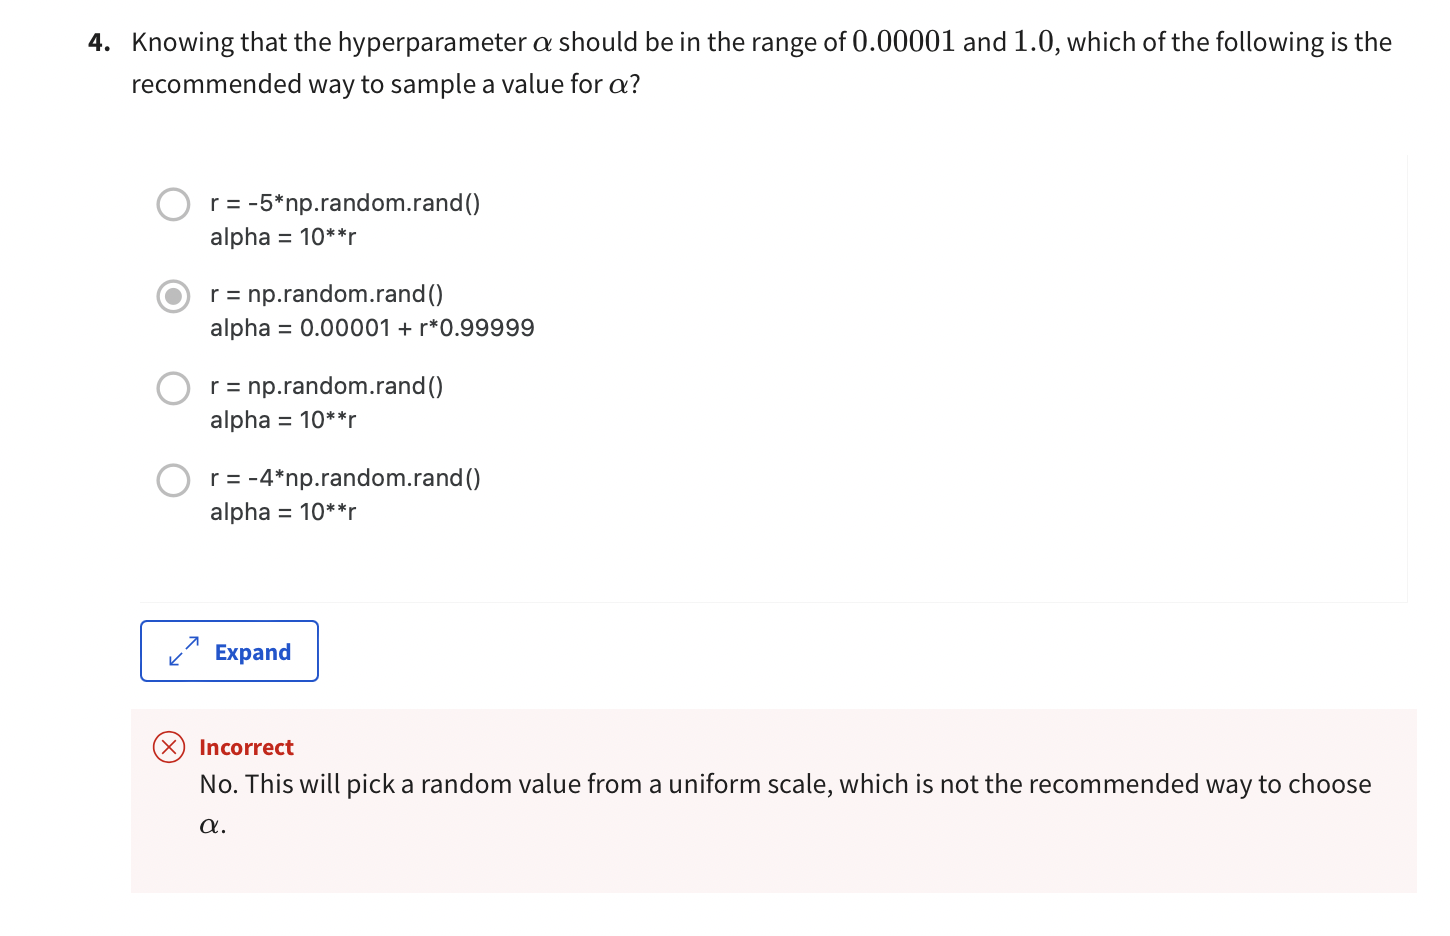 4. Knowing that the hyperparameter α should be in the range of 0.00001 and 1.0, which of the following is the
recommended way to sample a value for α?
r = -5*np.random.rand()
alpha = 10**r
r = np.random.rand()
alpha = 0.00001 + r*0.99999
r = np.random.rand()
alpha = 10**r
r = -4*np.random.rand()
alpha = 10**r
Expand
Incorrect
No. This will pick a random value from a uniform scale, which is not the recommended way to choose
α.